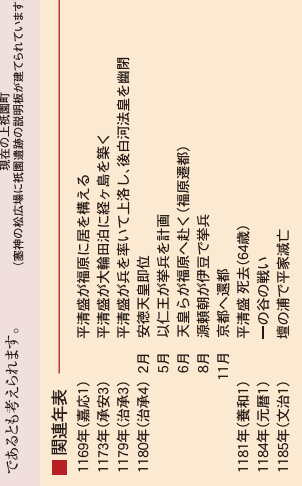 現在の上祇園町
(塞神の松広場に祇園遺跡の説明板が建てられています
であるとも考えられます。
■関連年表
1169年(嘉応1) 平清盛が福原に居を構える
1173年(承安3) 平清盛が大輪田泊に経ヶ島を築く
1179年(治承3) 平清盛が兵を率いて上洛し、後白河法皇を幽閉
1180年(治承4) 2月 安徳天皇即位
5月 以仁王が挙兵を計画
6月 天皇らが福原へ赴く(福原遷都)
8月 源頼朝が伊豆で挙兵
11月 京都へ還都
1181年(養和1) 平清盛 死去(64歳)
1184年(元暦1) 一の谷の戦い
1185年(文治1) 壇の浦で平家滅亡